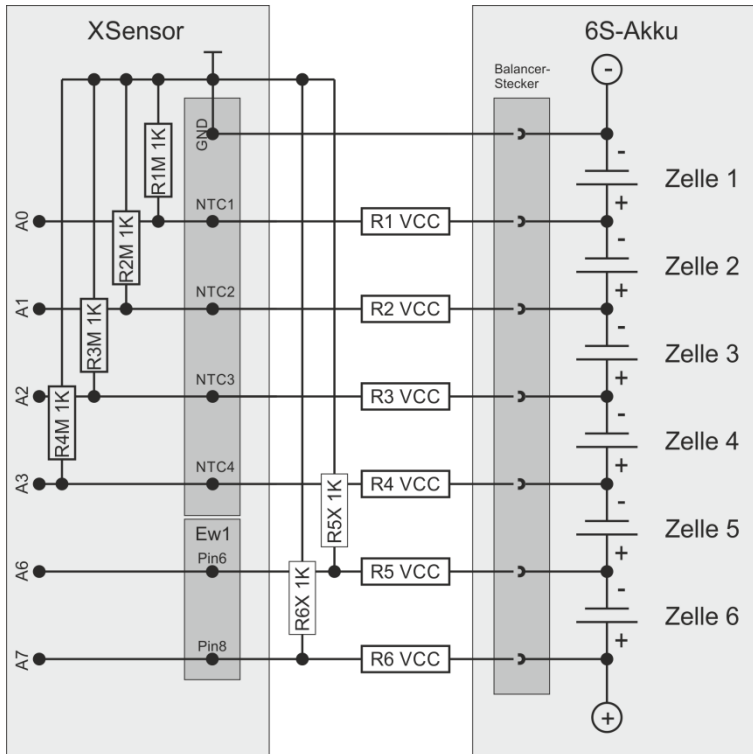 XSensor
6S-Akku
Balancer-
Stecker
-
GND
R1M 1K
-
Zelle 1
+
A0
NTC1
R1 VCC
R2M 1K
-
Zelle 2
+
A1
NTC2
R2 VCC
R3M 1K
-
Zelle 3
+
A2
NTC3
R3 VCC
R4M 1K
-
Zelle 4
+
A3
NTC4
R4 VCC
R5X 1K
-
Zelle 5
+
Ew1
A6
Pin6
R5 VCC
R6X 1K
-
Zelle 6
+
A7
Pin8
R6 VCC
+